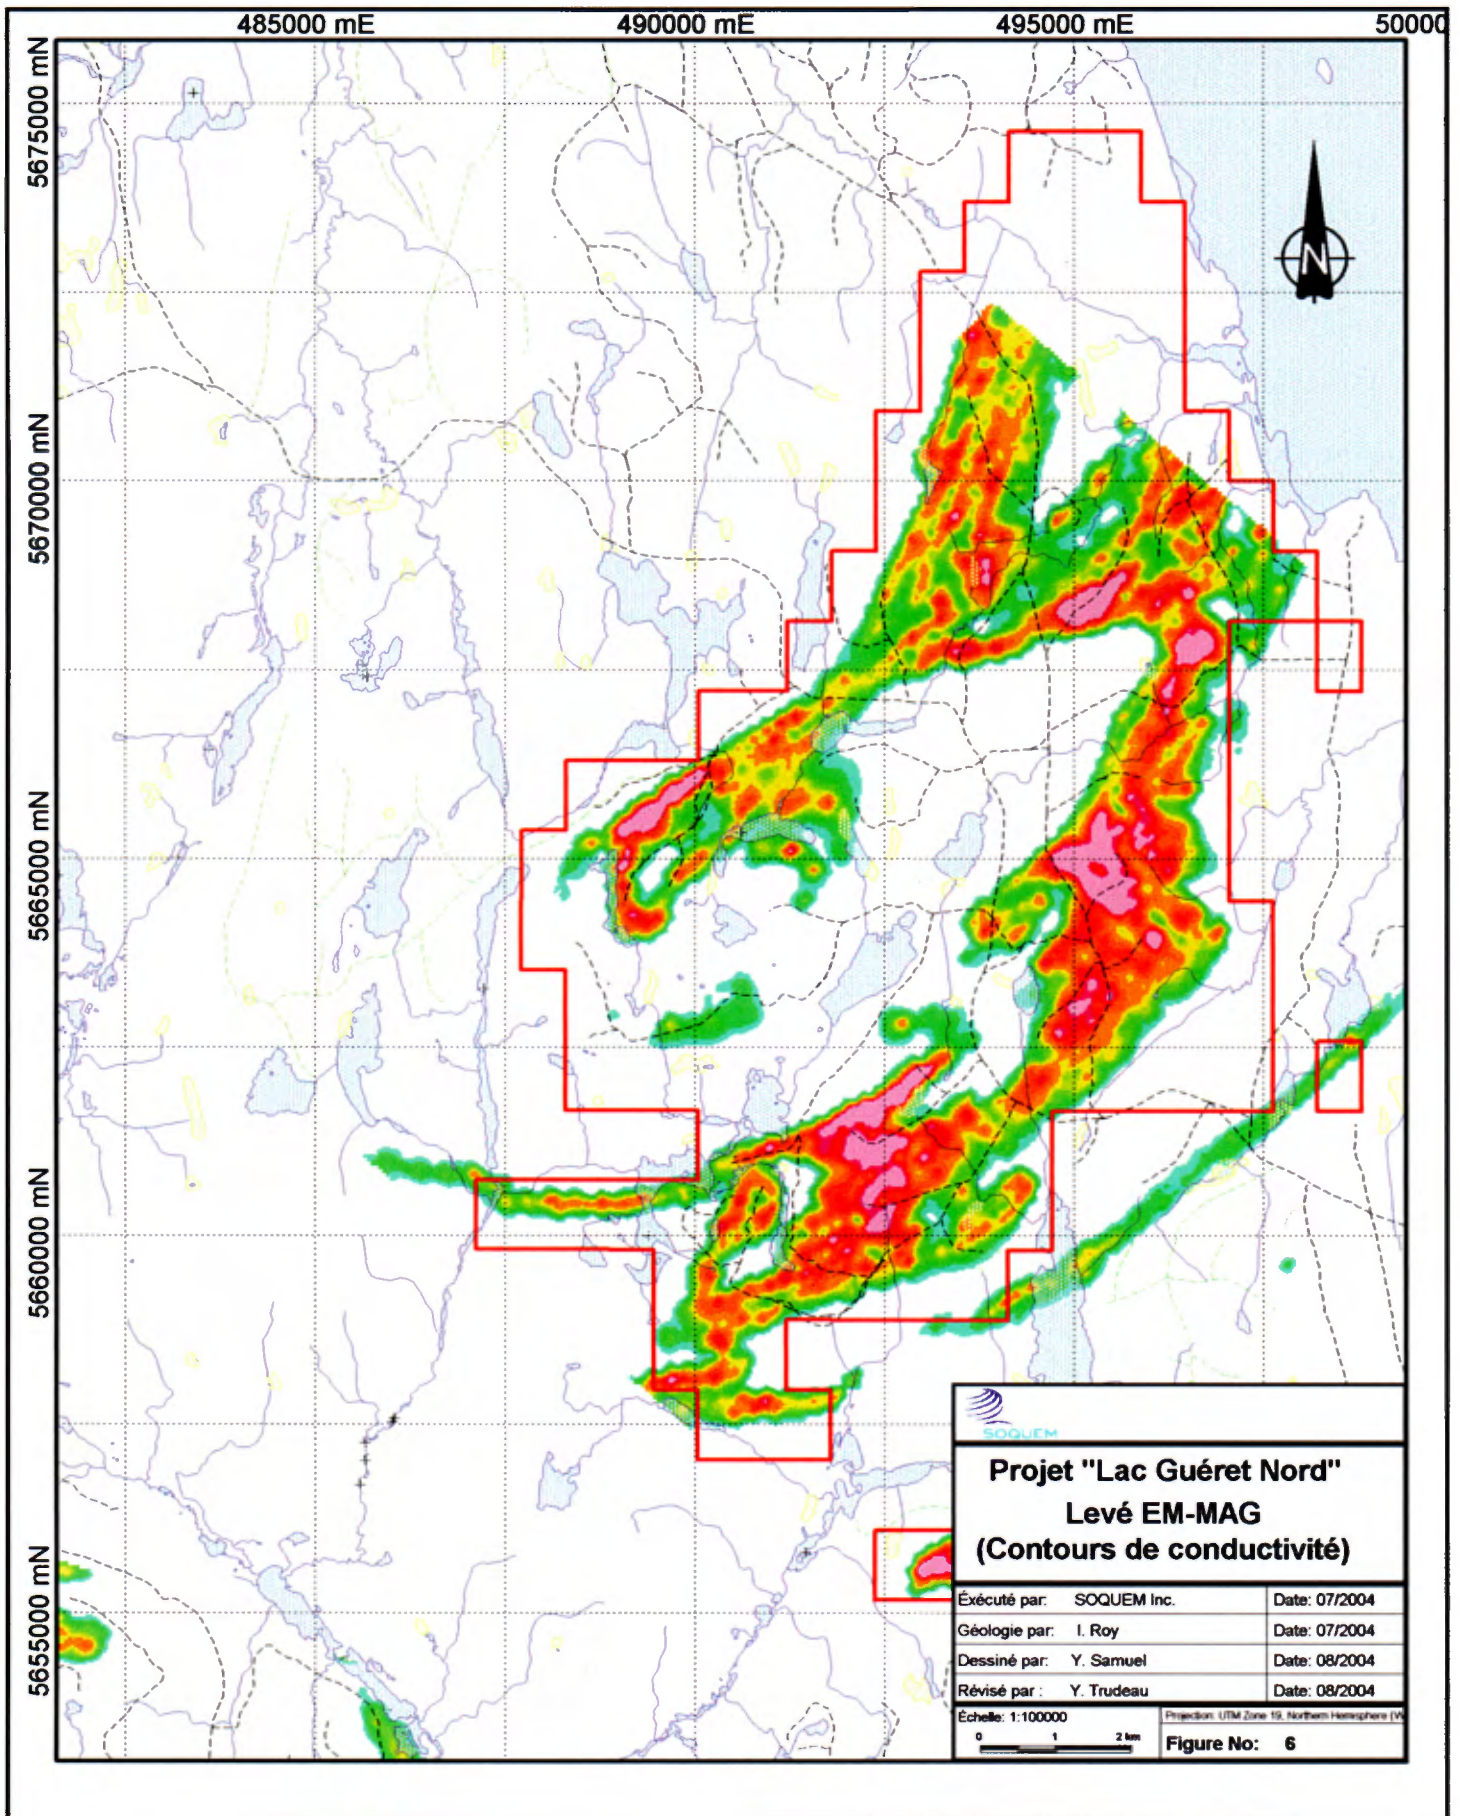 485000 mE 490000 mE 495000 mE 50000
5675000 mN
5670000 mN
5665000 mN
5660000 mN
5655000 mN
N
SOQUEM
Projet "Lac Guéret Nord"
Levé EM-MAG
(Contours de conductivité)
Éxécuté par: SOQUEM Inc. Date: 07/2004
Géologie par: I. Roy Date: 07/2004
Dessiné par: Y. Samuel Date: 08/2004
Révisé par : Y. Trudeau Date: 08/2004
Échelle: 1:100000
0 1 2 km
Projection: UTM Zone 19, Northern Hemisphere (W
Figure No: 6